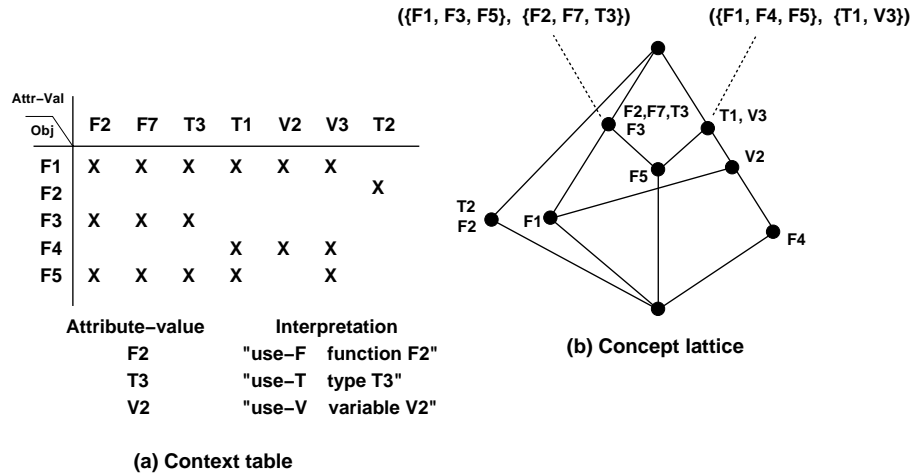 ({F1, F3, F5}, {F2, F7, T3})
({F1, F4, F5}, {T1, V3})
Attr-Val
Obj
F2 F7 T3 T1 V2 V3 T2
F1 X X X X X X
F2 X
F3 X X X
F4 X X X
F5 X X X X X
F2,F7,T3
F3
T1, V3
V2
F5
T2
F2
F1
F4
Attribute-value Interpretation
F2 "use-F function F2"
T3 "use-T type T3"
V2 "use-V variable V2"
(b) Concept lattice
(a) Context table